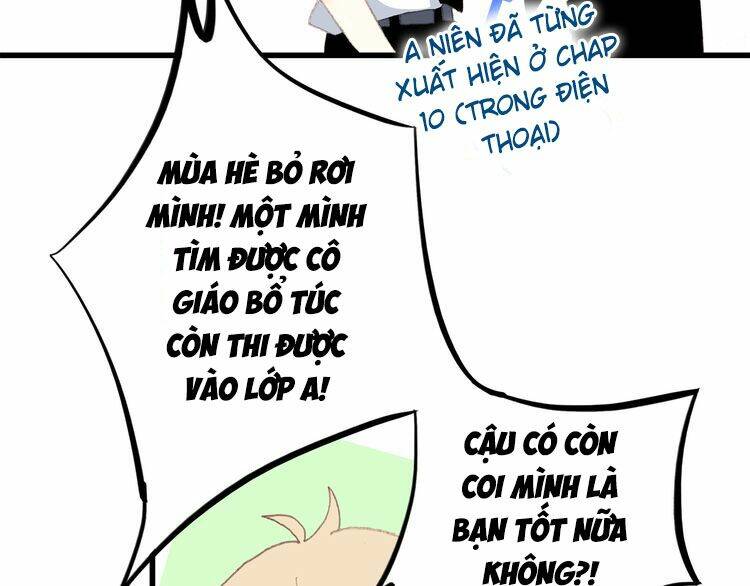 A NIÊN ĐÃ TỪNG
XUẤT HIỆN Ở CHAP
10 (TRONG ĐIỆN
THOẠI)
MÙA HÈ BỎ RƠI
MÌNH! MỘT MÌNH
TÌM ĐƯỢC CÔ
GIÁO BỔ TÚC
CÒN THI ĐƯỢC
VÀO LỚP A!
CẬU CÓ CÒN
COI MÌNH LÀ
BẠN TỐT NỮA
KHÔNG?!